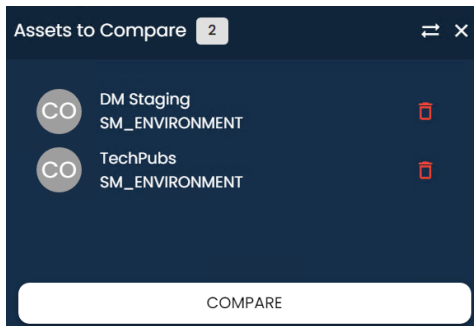 Assets to Compare 2
CO
DM Staging
SM_ENVIRONMENT
CO
TechPubs
SM_ENVIRONMENT
COMPARE